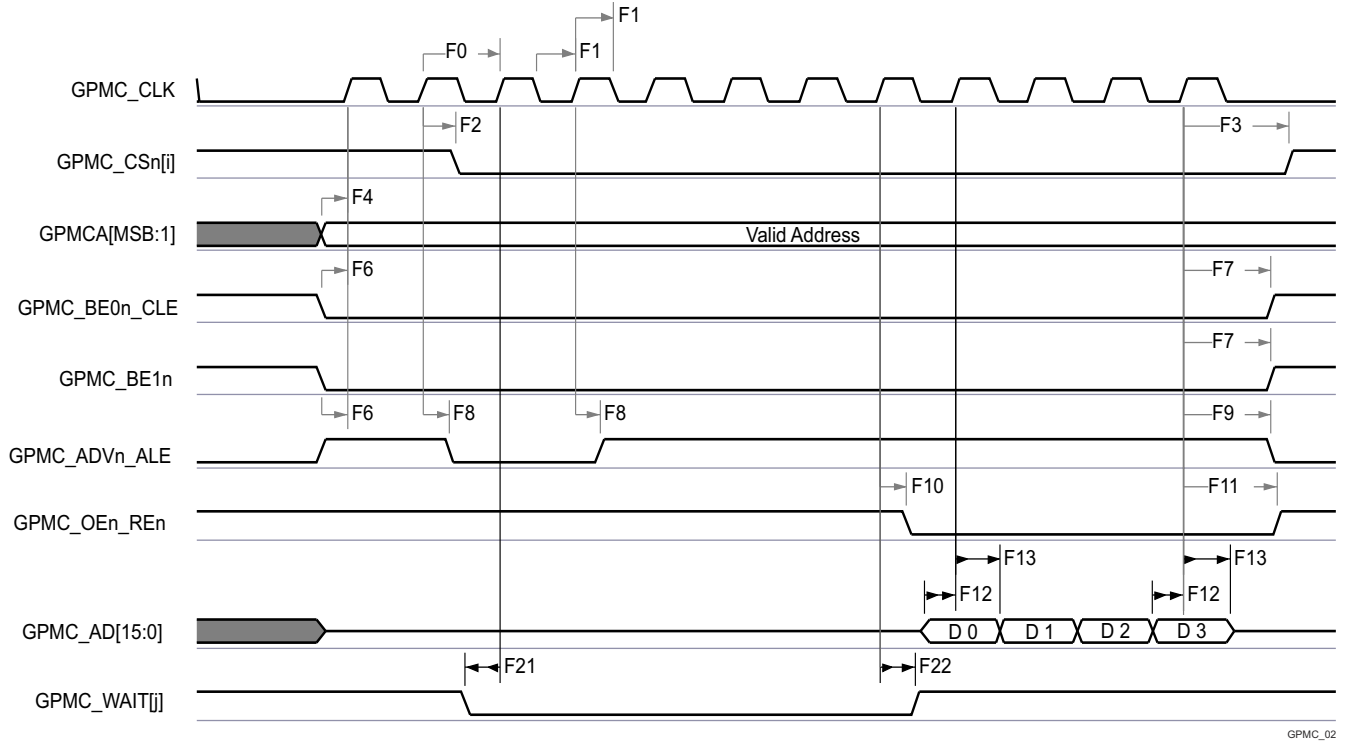 F1
F0 F1
GPMC_CLK
F2 F3
GPMC_CSn[i]
F4
GPMCA[MSB:1] Valid Address
F6 F7
GPMC_BE0n_CLE
F7
GPMC_BE1n
F6 F8 F8 F9
GPMC_ADVn_ALE
F10 F11
GPMC_OEn_REn
F13 F13
F12 F12
GPMC_AD[15:0] D 0 D 1 D 2 D 3
F21 F22
GPMC_WAIT[j]
GPMC_02